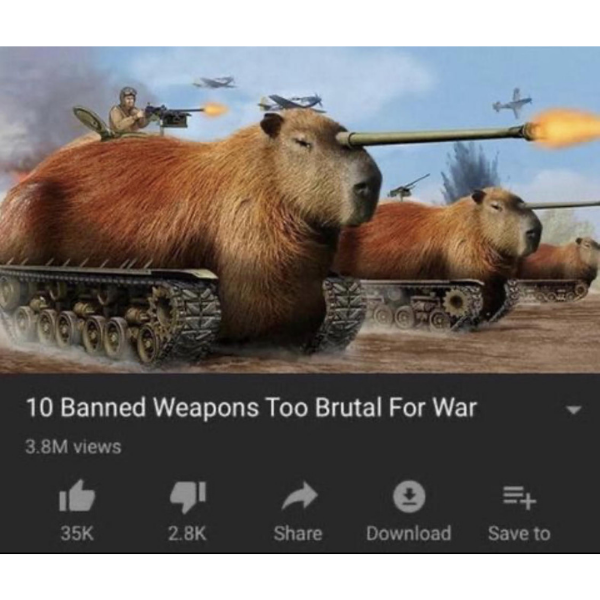 10 Banned Weapons Too Brutal For War
3.8M views
35K
2.8K
Share
Download
Save to